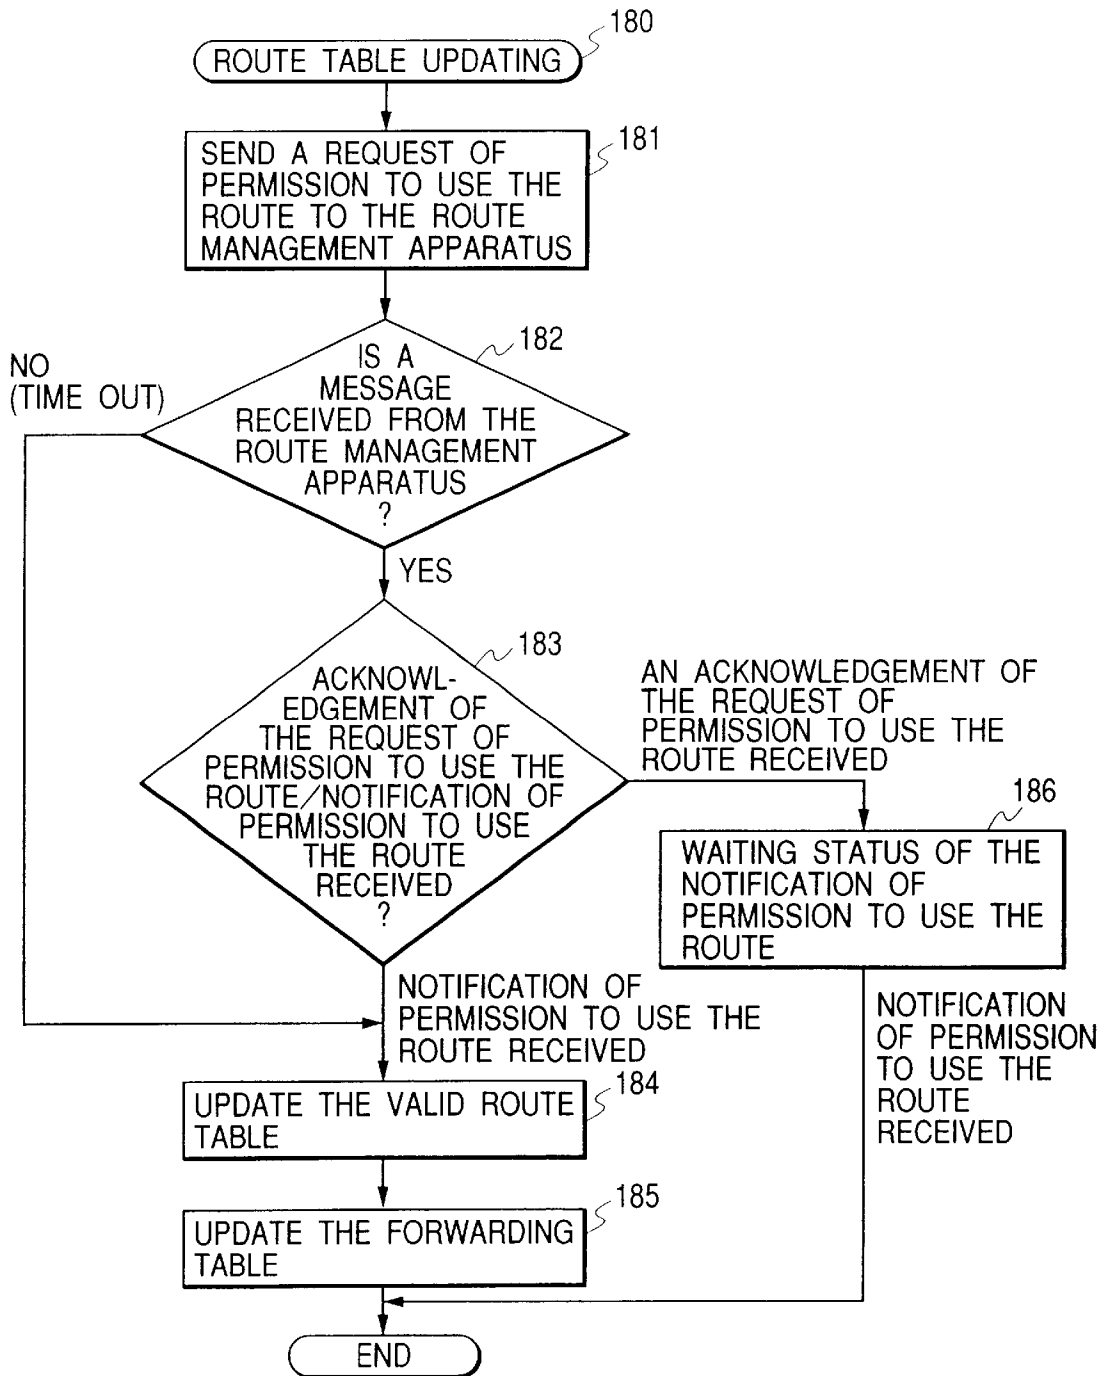 180
ROUTE TABLE UPDATING
181
SEND A REQUEST OF
PERMISSION TO USE THE
ROUTE TO THE ROUTE
MANAGEMENT APPARATUS
182
NO
(TIME OUT)
IS A
MESSAGE
RECEIVED FROM THE
ROUTE MANAGEMENT
APPARATUS
?
YES
183
ACKNOWL-
EDGEMENT OF
THE REQUEST OF
PERMISSION TO USE THE
ROUTE/NOTIFICATION OF
PERMISSION TO USE
THE ROUTE
RECEIVED
?
AN ACKNOWLEDGEMENT OF
THE REQUEST OF
PERMISSION TO USE THE
ROUTE RECEIVED
186
WAITING STATUS OF THE
NOTIFICATION OF
PERMISSION TO USE THE
ROUTE
NOTIFICATION OF
PERMISSION TO USE THE
ROUTE RECEIVED
NOTIFICATION
OF PERMISSION
TO USE THE
ROUTE
RECEIVED
184
UPDATE THE VALID ROUTE
TABLE
185
UPDATE THE FORWARDING
TABLE
END